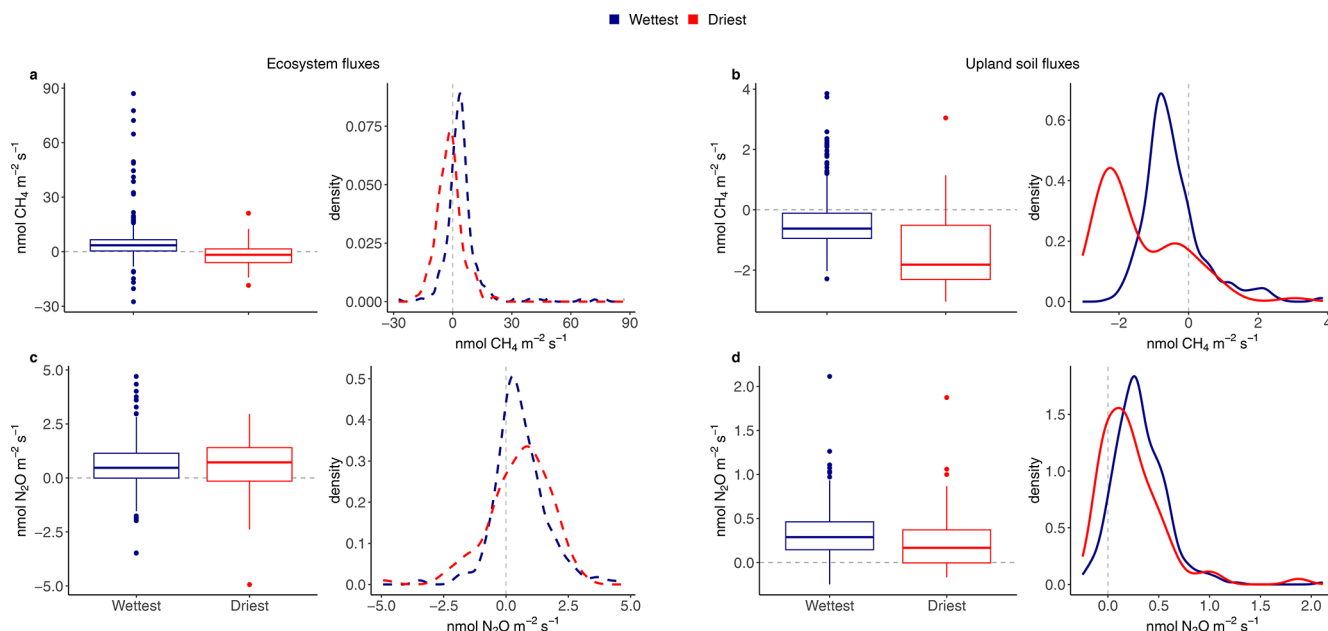 Wettest Driest
Ecosystem fluxes
Upland soil fluxes
a
nmol CH₄ m⁻² s⁻¹
90
60
30
0
−30
density
0.075
0.050
0.025
0.000
−30 0 30 60 90
nmol CH₄ m⁻² s⁻¹
b
nmol CH₄ m⁻² s⁻¹
4
2
0
−2
density
0.6
0.4
0.2
0.0
−2 0 2 4
nmol CH₄ m⁻² s⁻¹
c
nmol N₂O m⁻² s⁻¹
5.0
2.5
0.0
−2.5
−5.0
Wettest Driest
density
0.5
0.4
0.3
0.2
0.1
0.0
−5.0 −2.5 0.0 2.5 5.0
nmol N₂O m⁻² s⁻¹
d
nmol N₂O m⁻² s⁻¹
2.0
1.5
1.0
0.5
0.0
Wettest Driest
density
1.5
1.0
0.5
0.0
0.0 0.5 1.0 1.5 2.0
nmol N₂O m⁻² s⁻¹